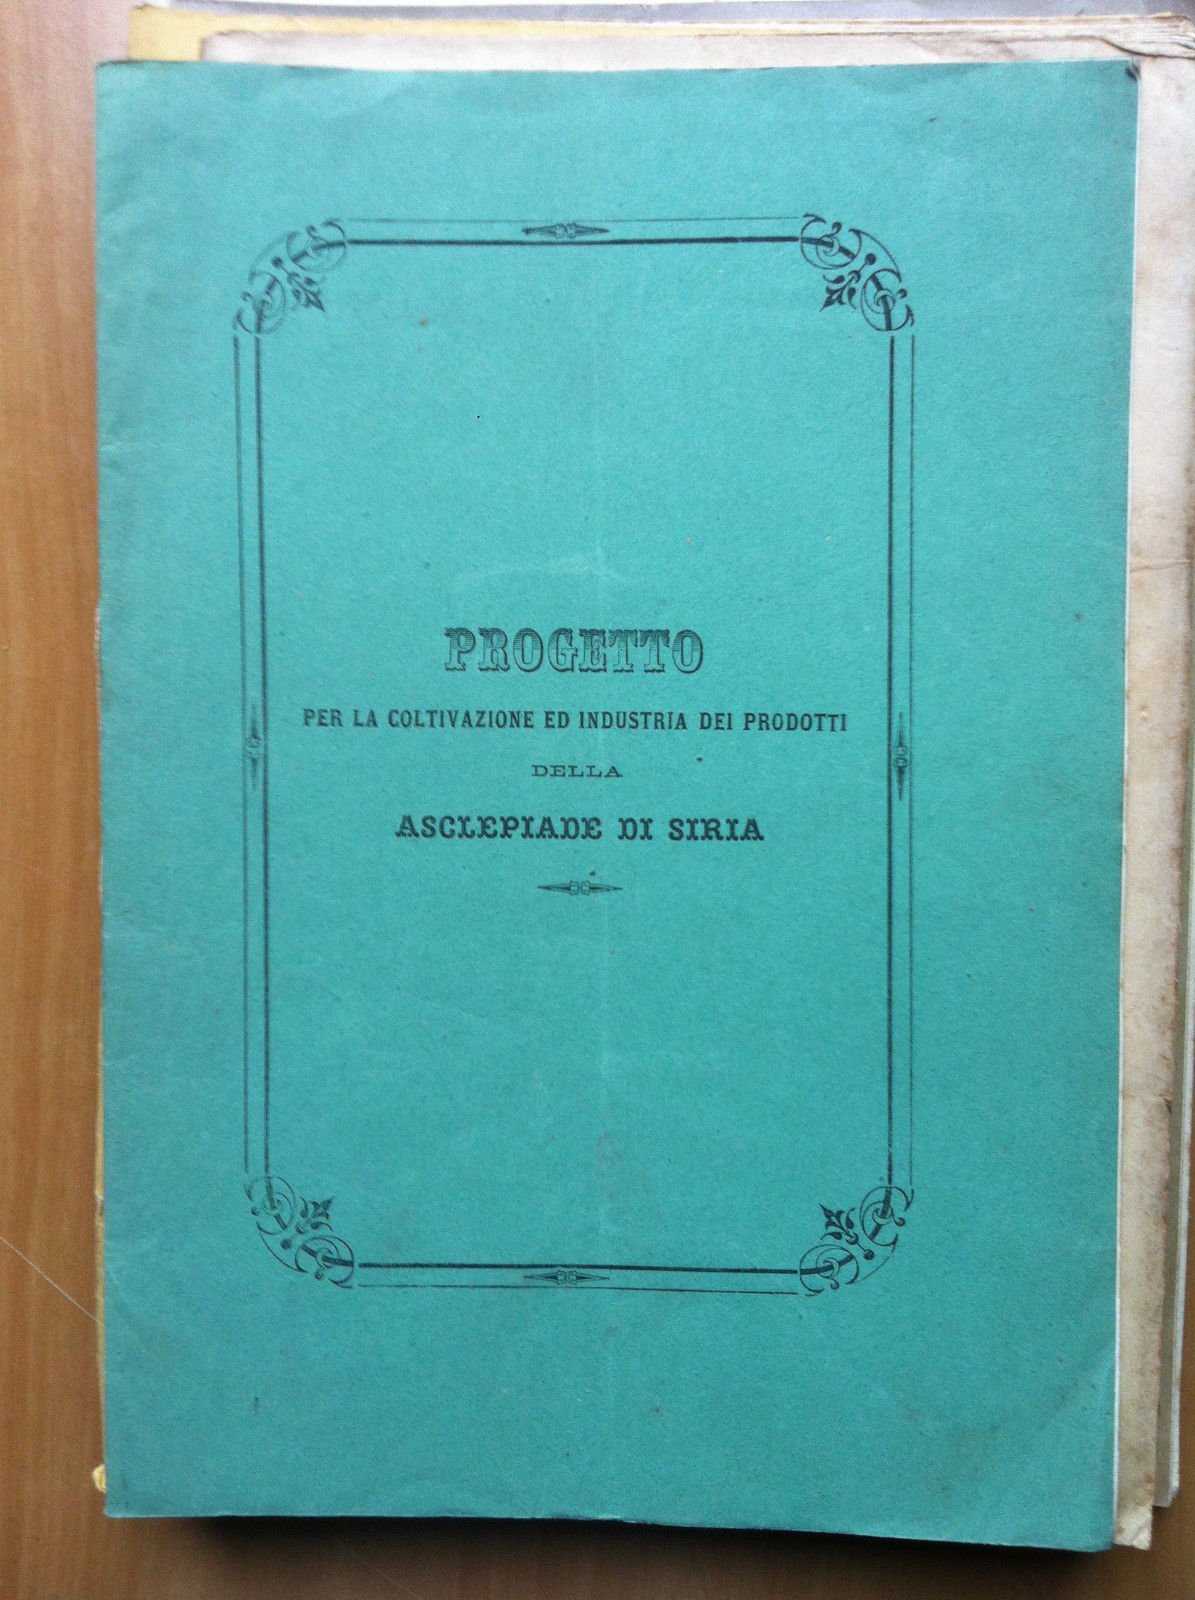 PROGETTO
PER LA COLTIVAZIONE ED INDUSTRIA DEI PRODOTTI
DELLA
ASCLEPIADE DI SIRIA